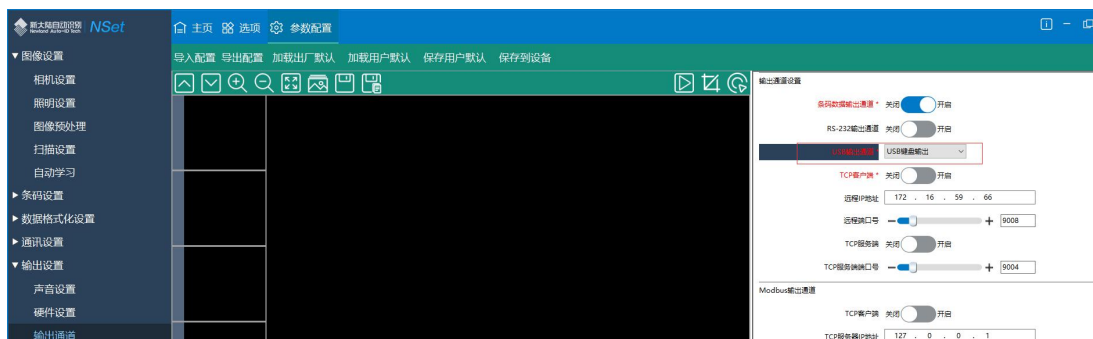 新大陆自动识别 Newland Auto-ID Tech NSet 主页 选项 参数配置
导入配置 导出配置 加载出厂默认 加载用户默认 保存用户默认 保存到设备
图像设置
相机设置
照明设置
图像预处理
扫描设置
自动学习
条码设置
数据格式化设置
通讯设置
输出设置
声音设置
硬件设置
输出通道
输出通道设置
条码数据输出通道 * 关闭 开启
RS-232输出通道 关闭 开启
USB输出通道 * USB键盘输出
TCP客户端 * 关闭 开启
远程IP地址 172 . 16 . 59 . 66
远程端口号 9008
TCP服务端 关闭 开启
TCP服务端端口号 9004
Modbus输出通道
TCP客户端 关闭 开启
TCP服务器IP地址 127 . 0 . 0 . 1